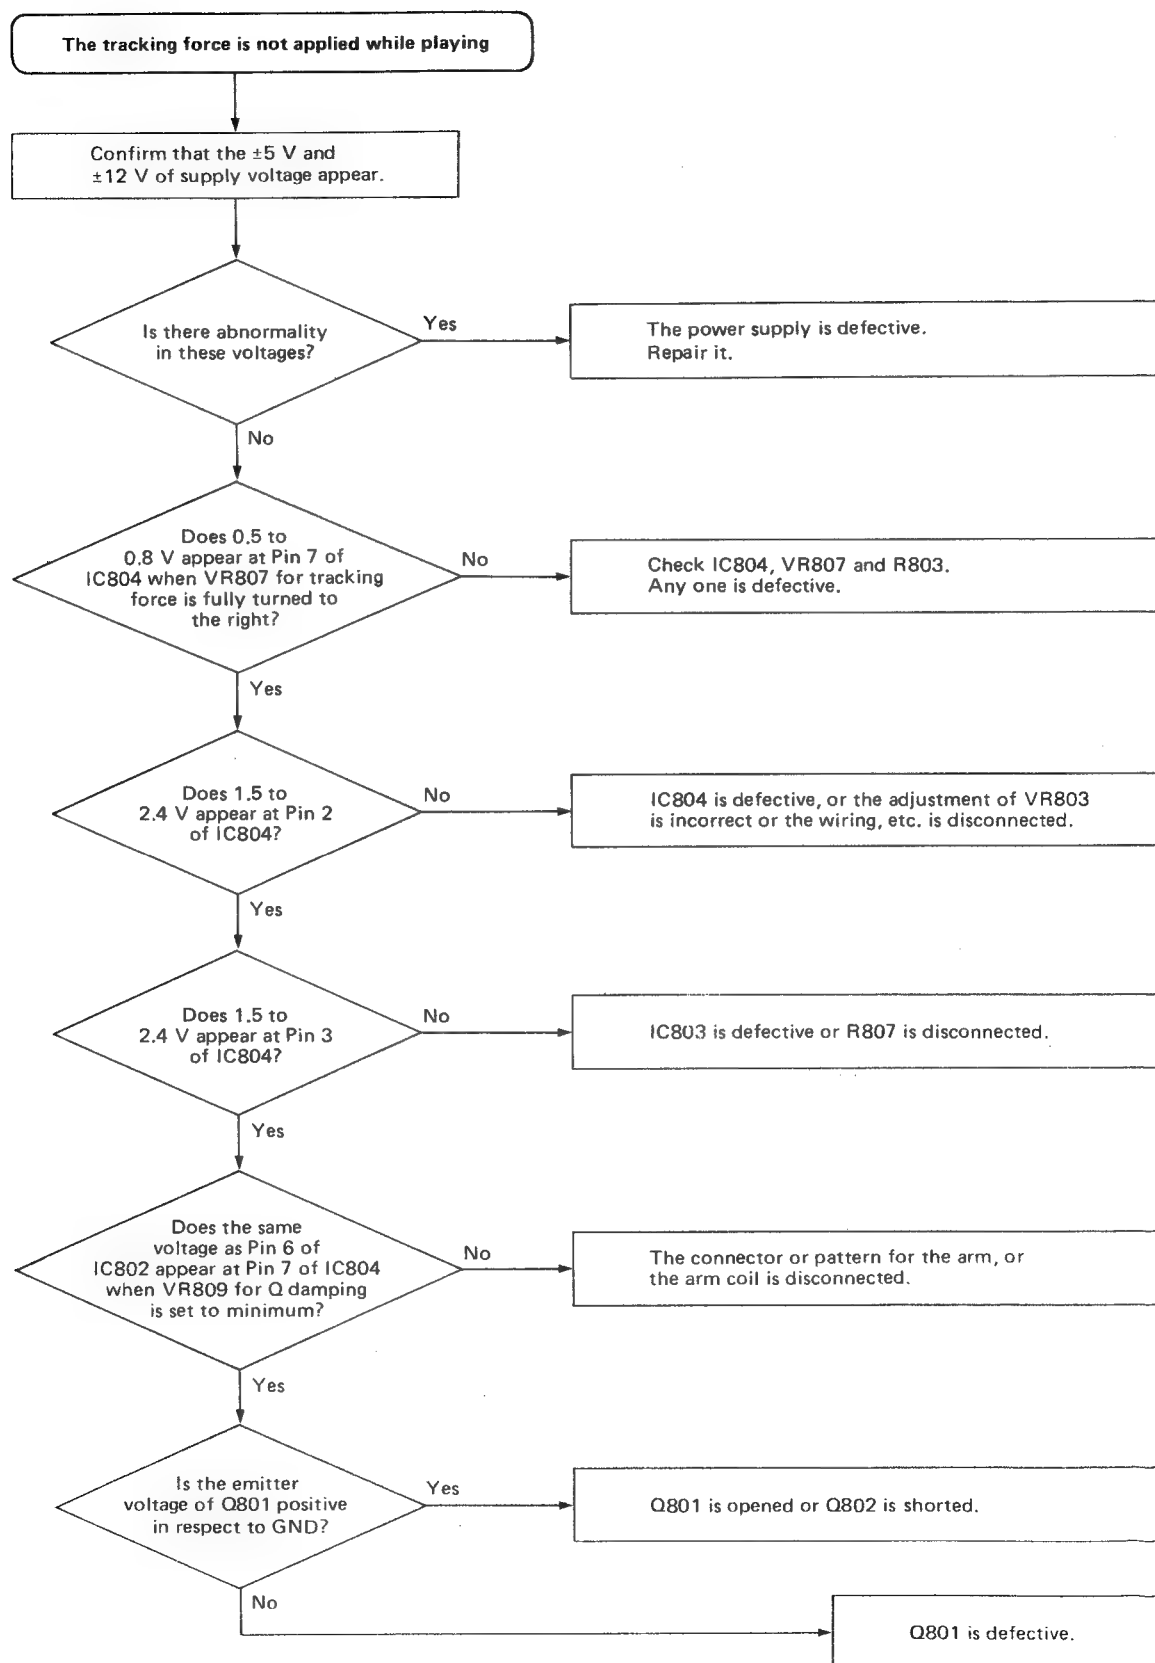 The tracking force is not applied while playing
Confirm that the ±5 V and
±12 V of supply voltage appear.
Is there abnormality
in these voltages?
Yes
The power supply is defective.
Repair it.
No
Does 0.5 to
0.8 V appear at Pin 7 of
IC804 when VR807 for tracking
force is fully turned to
the right?
No
Check IC804, VR807 and R803.
Any one is defective.
Yes
Does 1.5 to
2.4 V appear at Pin 2
of IC804?
No
IC804 is defective, or the adjustment of VR803
is incorrect or the wiring, etc. is disconnected.
Yes
Does 1.5 to
2.4 V appear at Pin 3
of IC804?
No
IC803 is defective or R807 is disconnected.
Yes
Does the same
voltage as Pin 6 of
IC802 appear at Pin 7 of IC804
when VR809 for Q damping
is set to minimum?
No
The connector or pattern for the arm, or
the arm coil is disconnected.
Yes
Is the emitter
voltage of Q801 positive
in respect to GND?
Yes
Q801 is opened or Q802 is shorted.
No
Q801 is defective.